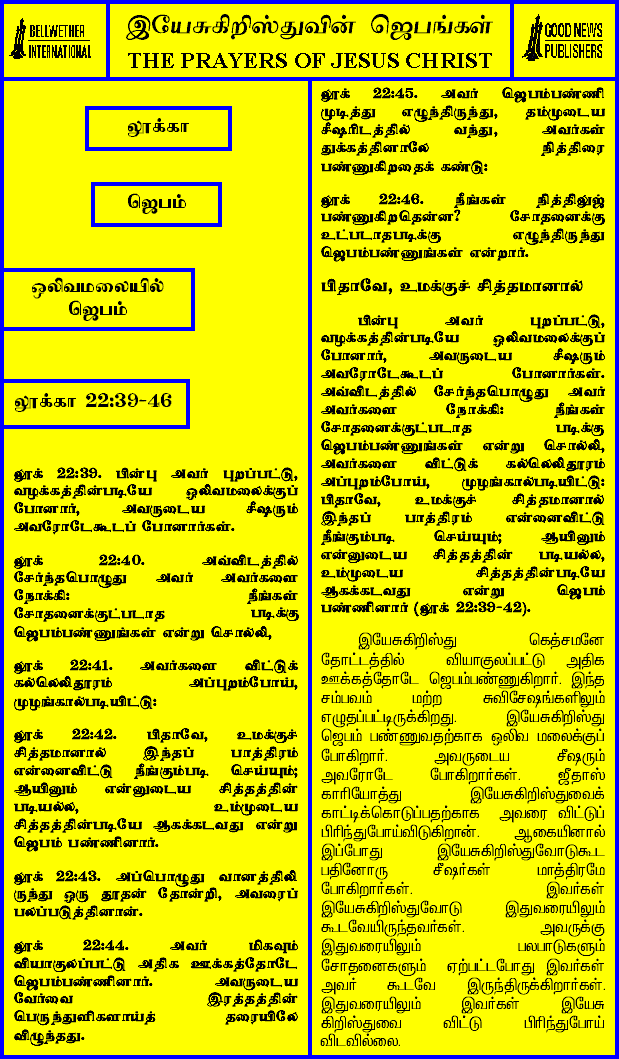 BELLWETHER
INTERNATIONAL
இயேசுகிறிஸ்துவின் ஜெபங்கள்
THE PRAYERS OF JESUS CHRIST
GOOD NEWS
PUBLISHERS
லூக்கா
ஜெபம்
ஒலிவமலையில்
ஜெபம்
லூக்கா 22:39-46
லூக் 22:39. பின்பு அவர் புறப்பட்டு,
வழக்கத்தின்படியே ஒலிவமலைக்குப்
போனார், அவருடைய சீஷரும்
அவரோடேகூடப் போனார்கள்.
லூக் 22:40. அவ்விடத்தில்
சேர்ந்தபொழுது அவர் அவர்களை
நோக்கி: நீங்கள்
சோதனைக்குட்படாத படிக்கு
ஜெபம்பண்ணுங்கள் என்று சொல்லி,
லூக் 22:41. அவர்களை விட்டுக்
கல்லெலிதூரம் அப்புறம்போய்,
முழங்கால்படியிட்டு:
லூக் 22:42. பிதாவே, உமக்குச்
சித்தமானால் இந்தப் பாத்திரம்
என்னைவிட்டு நீங்கும்படி செய்யும்;
ஆயினும் என்னுடைய சித்தத்தின்
படியல்ல, உம்முடைய
சித்தத்தின்படியே ஆகக்கடவது என்று
ஜெபம் பண்ணினார்.
லூக் 22:43. அப்பொழுது வானத்திலி
ருந்து ஒரு தூதன் தோன்றி, அவரைப்
பலப்படுத்தினான்.
லூக் 22:44. அவர் மிகவும்
வியாகுலப்பட்டு அதிக ஊக்கத்தோடே
ஜெபம்பண்ணினார். அவருடைய
வேர்வை இரத்தத்தின்
பெருந்துளிகளாய்த் தரையிலே
விழுந்தது.
லூக் 22:45. அவர் ஜெபம்பண்ணி
முடித்து எழுந்திருந்து, தம்முடைய
சீஷரிடத்தில் வந்து, அவர்கள்
துக்கத்தினாலே நித்திரை
பண்ணுகிறதைக் கண்டு:
லூக் 22:46. நீங்கள்
பண்ணுகிறதென்ன? சோதனைக்கு
உட்படாதபடிக்கு எழுந்திருந்து
ஜெபம்பண்ணுங்கள் என்றார்.
பிதாவே, உமக்குச் சித்தமானால்
பின்பு அவர் புறப்பட்டு,
வழக்கத்தின்படியே ஒலிவமலைக்குப்
போனார், அவருடைய சீஷரும்
அவரோடேகூடப் போனார்கள்.
அவ்விடத்தில் சேர்ந்தபொழுது அவர்
அவர்களை நோக்கி: நீங்கள்
சோதனைக்குட்படாத படிக்கு
ஜெபம்பண்ணுங்கள் என்று சொல்லி,
அவர்களை விட்டுக் கல்லெலிதூரம்
அப்புறம்போய், முழங்கால்படியிட்டு:
பிதாவே, உமக்குச் சித்தமானால்
இந்தப் பாத்திரம் என்னைவிட்டு
நீங்கும்படி செய்யும்; ஆயினும்
என்னுடைய சித்தத்தின் படியல்ல,
உம்முடைய சித்தத்தின்படியே
ஆகக்கடவது என்று ஜெபம்
பண்ணினார் (லூக் 22:39-42).
இயேசுகிறிஸ்து கெத்சமனே
தோட்டத்தில் வியாகுலப்பட்டு அதிக
ஊக்கத்தோடே ஜெபம்பண்ணுகிறார். இந்த
சம்பவம் மற்ற சுவிசேஷங்களிலும்
எழுதப்பட்டிருக்கிறது. இயேசுகிறிஸ்து
ஜெபம் பண்ணுவதற்காக ஒலிவ மலைக்குப்
போகிறார். அவருடைய சீஷரும்
அவரோடே போகிறார்கள். ஜீதாஸ்
காரியோத்து இயேசுகிறிஸ்துவைக்
காட்டிக்கொடுப்பதற்காக அவரை விட்டுப்
பிரிந்துபோய்விடுகிறான். ஆகையினால்
இப்போது இயேசுகிறிஸ்துவோடுகூட
பதினோரு சீஷர்கள் மாத்திரமே
போகிறார்கள். இவர்கள்
இயேசுகிறிஸ்துவோடு இதுவரையிலும்
கூடவேயிருந்தவர்கள். அவருக்கு
இதுவரையிலும் பலபாடுகளும்
சோதனைகளும் ஏற்பட்டபோது இவர்கள்
அவர் கூடவே இருந்திருக்கிறார்கள்.
இதுவரையிலும் இவர்கள் இயேசு
கிறிஸ்துவை விட்டு பிரிந்துபோய்
விடவில்லை.